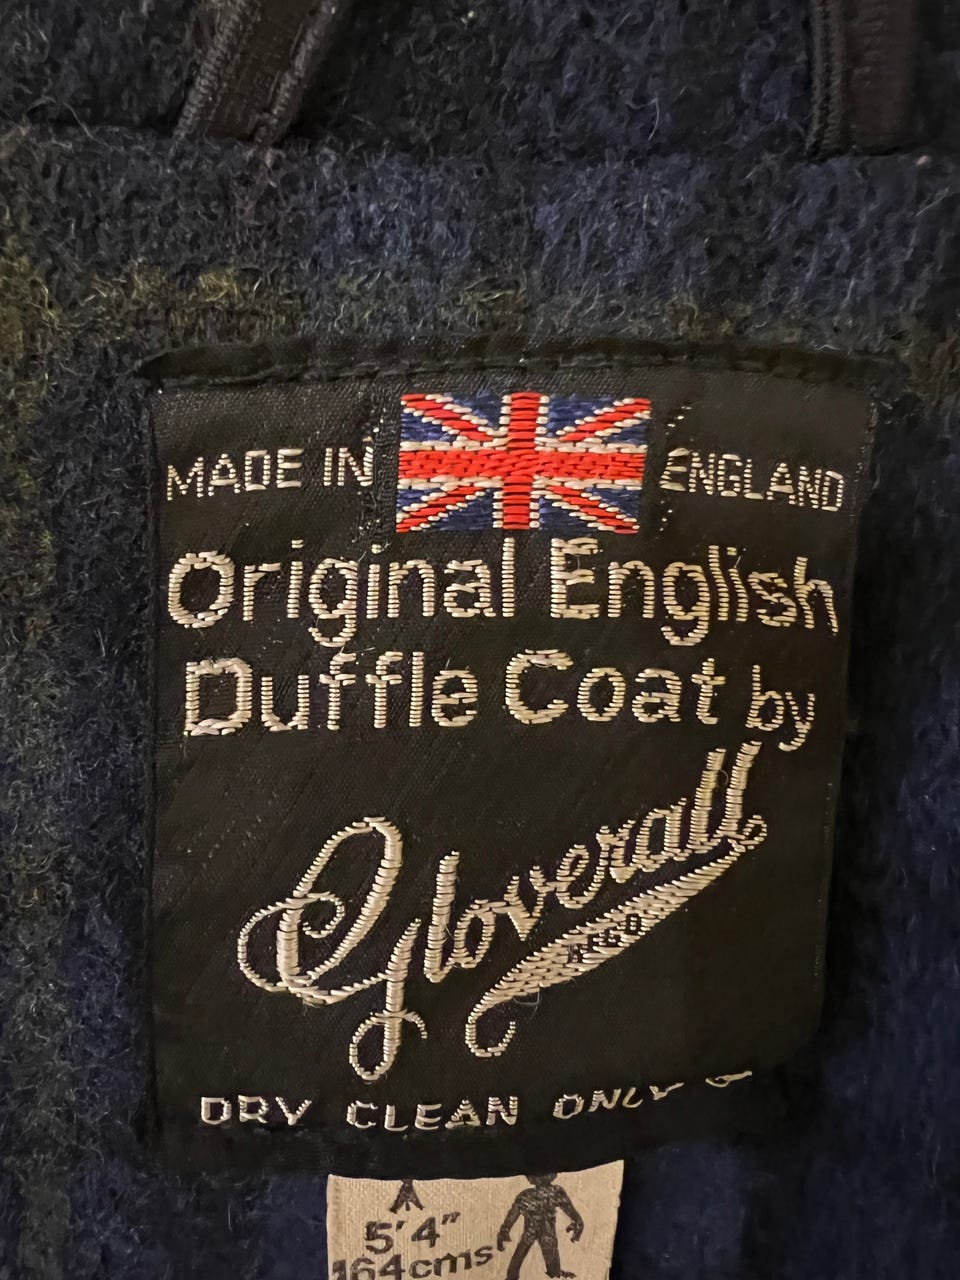 MADE IN ENGLAND
Original English
Duffle Coat by
Gloverall
REGD
DRY CLEAN ONLY
5'4"
164cms